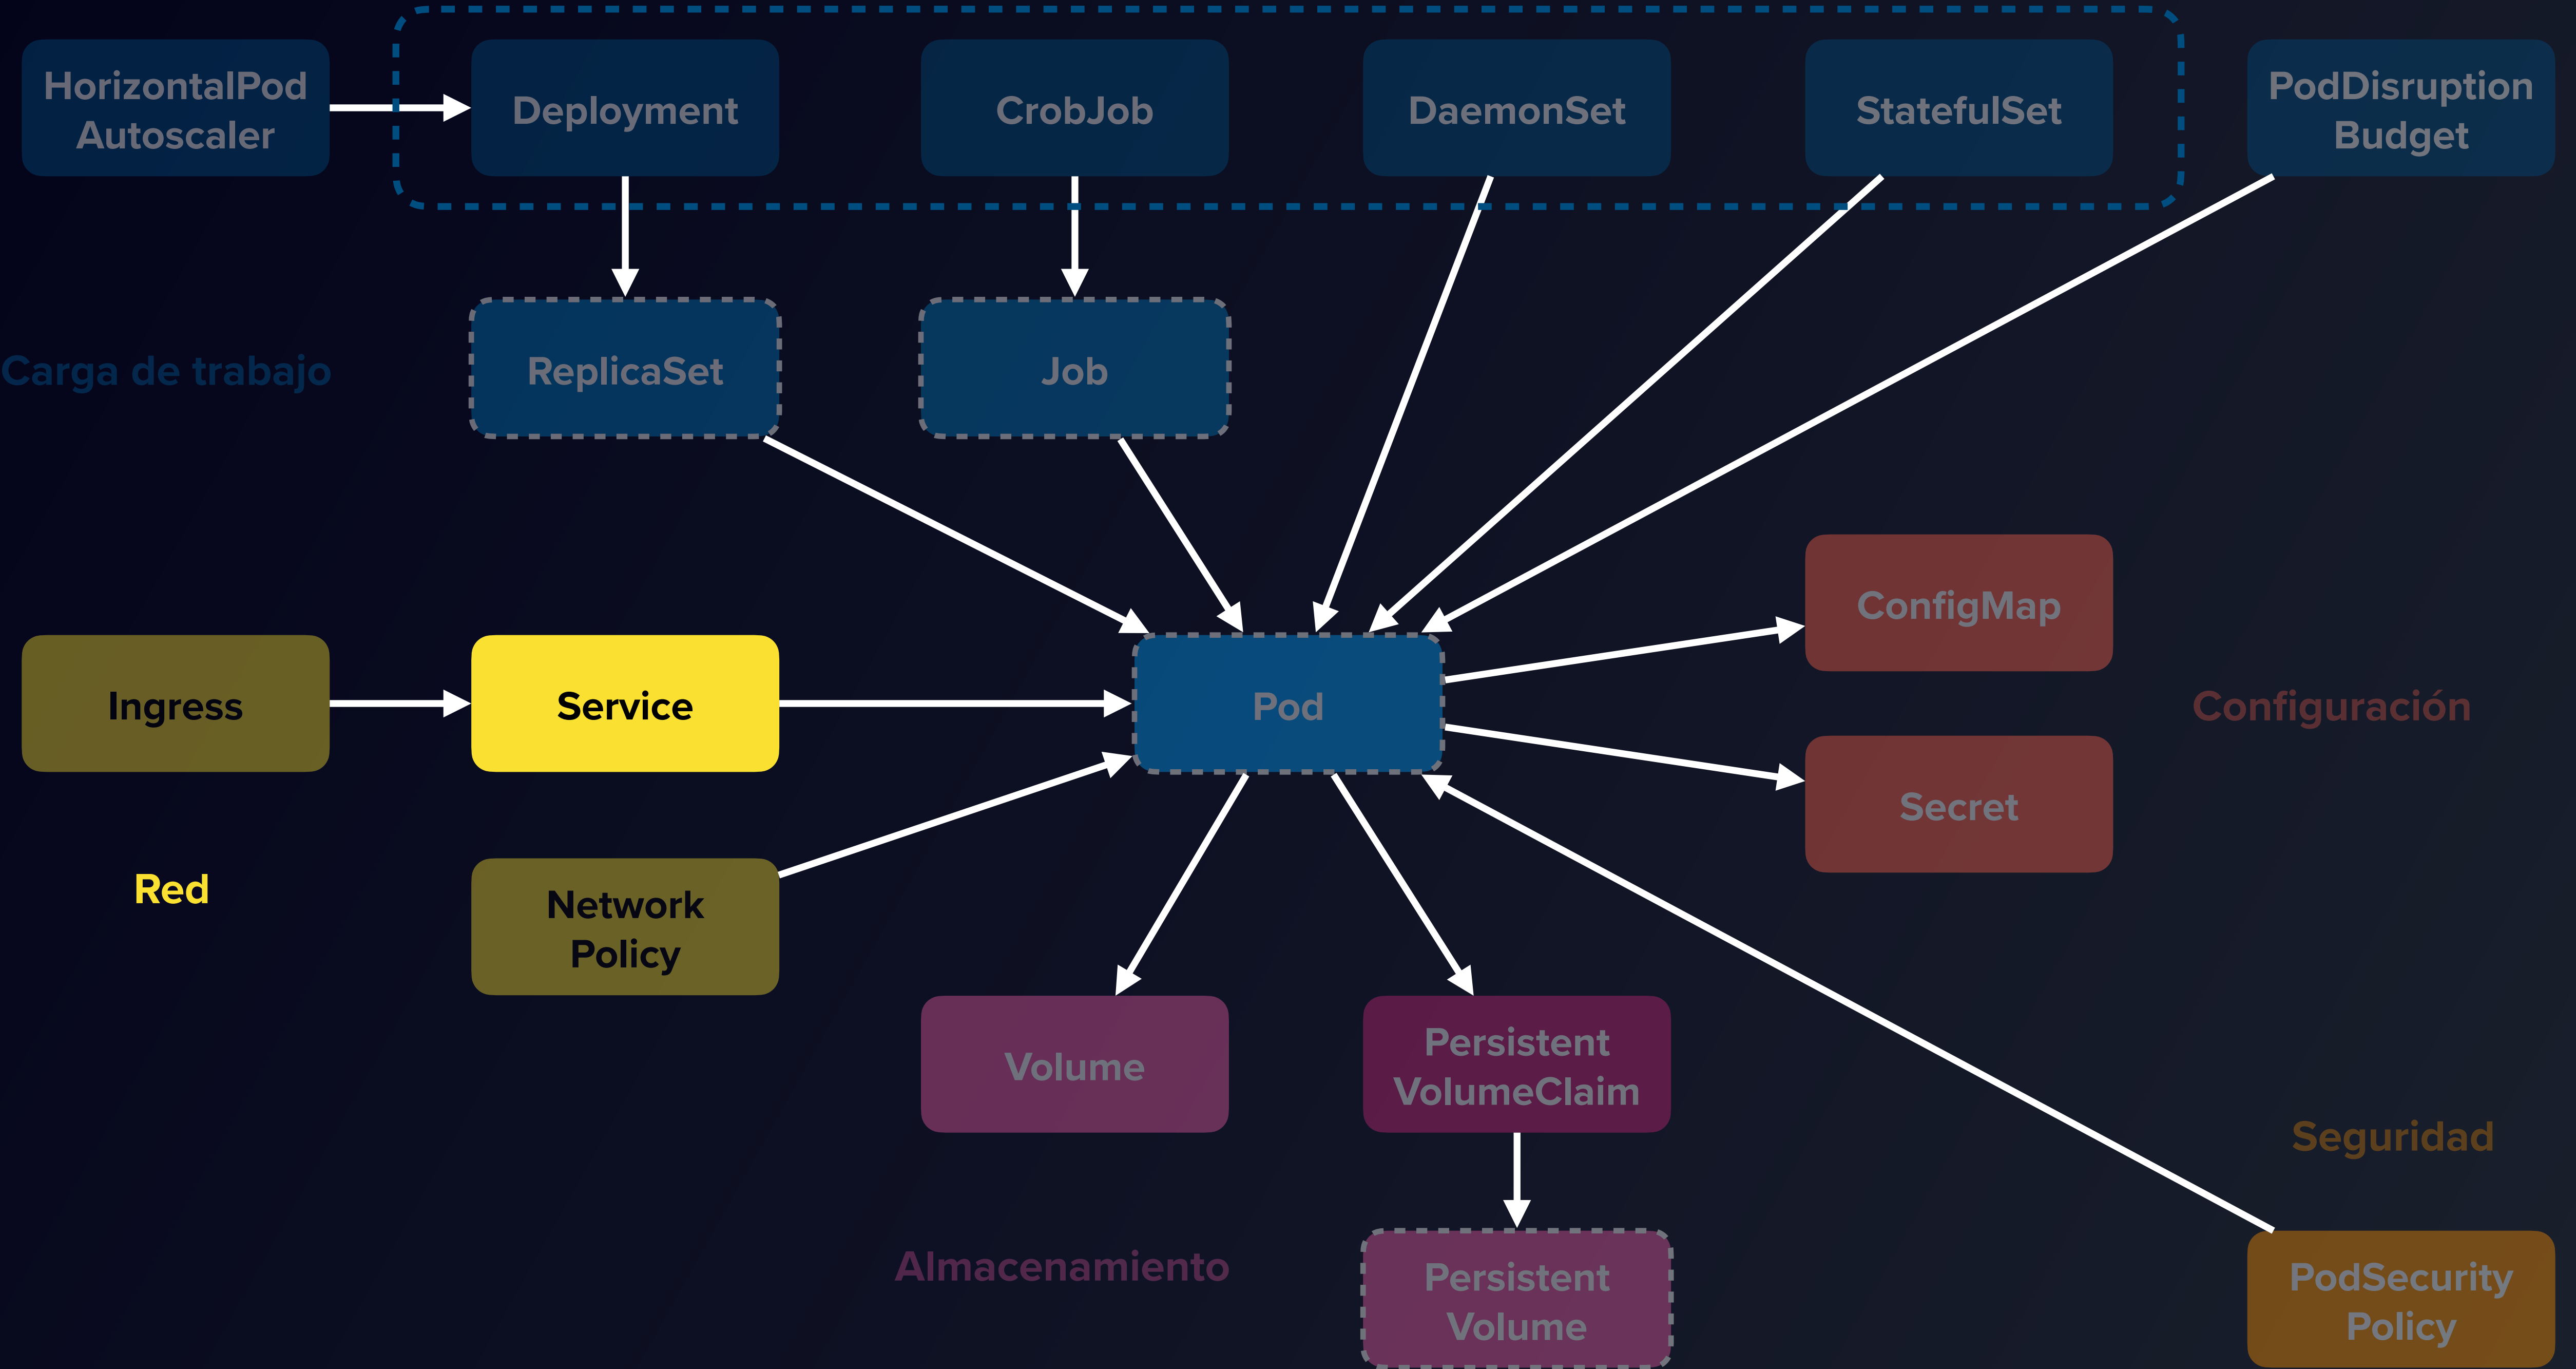 HorizontalPod
Autoscaler
Deployment
CrobJob
DaemonSet
StatefulSet
PodDisruption
Budget
Carga de trabajo
ReplicaSet
Job
ConfigMap
Ingress
Service
Pod
Configuración
Secret
Red
Network
Policy
Volume
Persistent
VolumeClaim
Seguridad
Almacenamiento
Persistent
Volume
PodSecurity
Policy